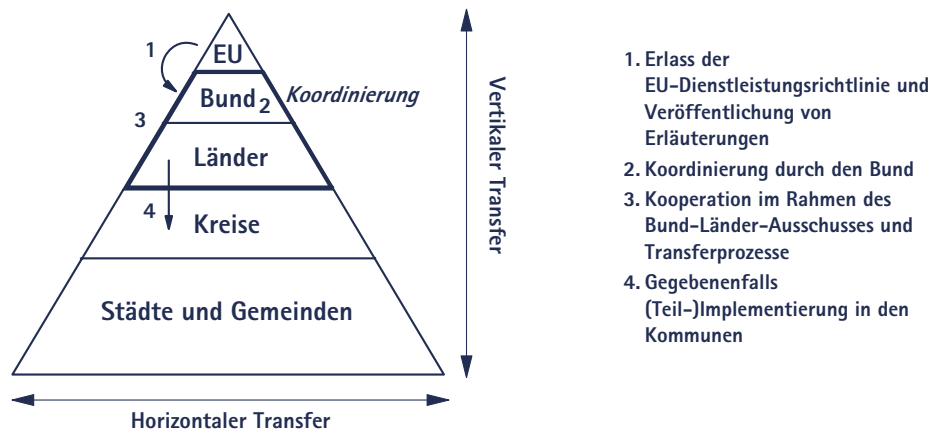 1
EU
Bund
2
Koordinierung
3
Länder
4
Kreise
Städte und Gemeinden
Vertikaler Transfer
Horizontaler Transfer
1. Erlass der
EU-Dienstleistungsrichtlinie und
Veröffentlichung von
Erläuterungen
2. Koordinierung durch den Bund
3. Kooperation im Rahmen des
Bund-Länder-Ausschusses und
Transferprozesse
4. Gegebenenfalls
(Teil-)Implementierung in den
Kommunen